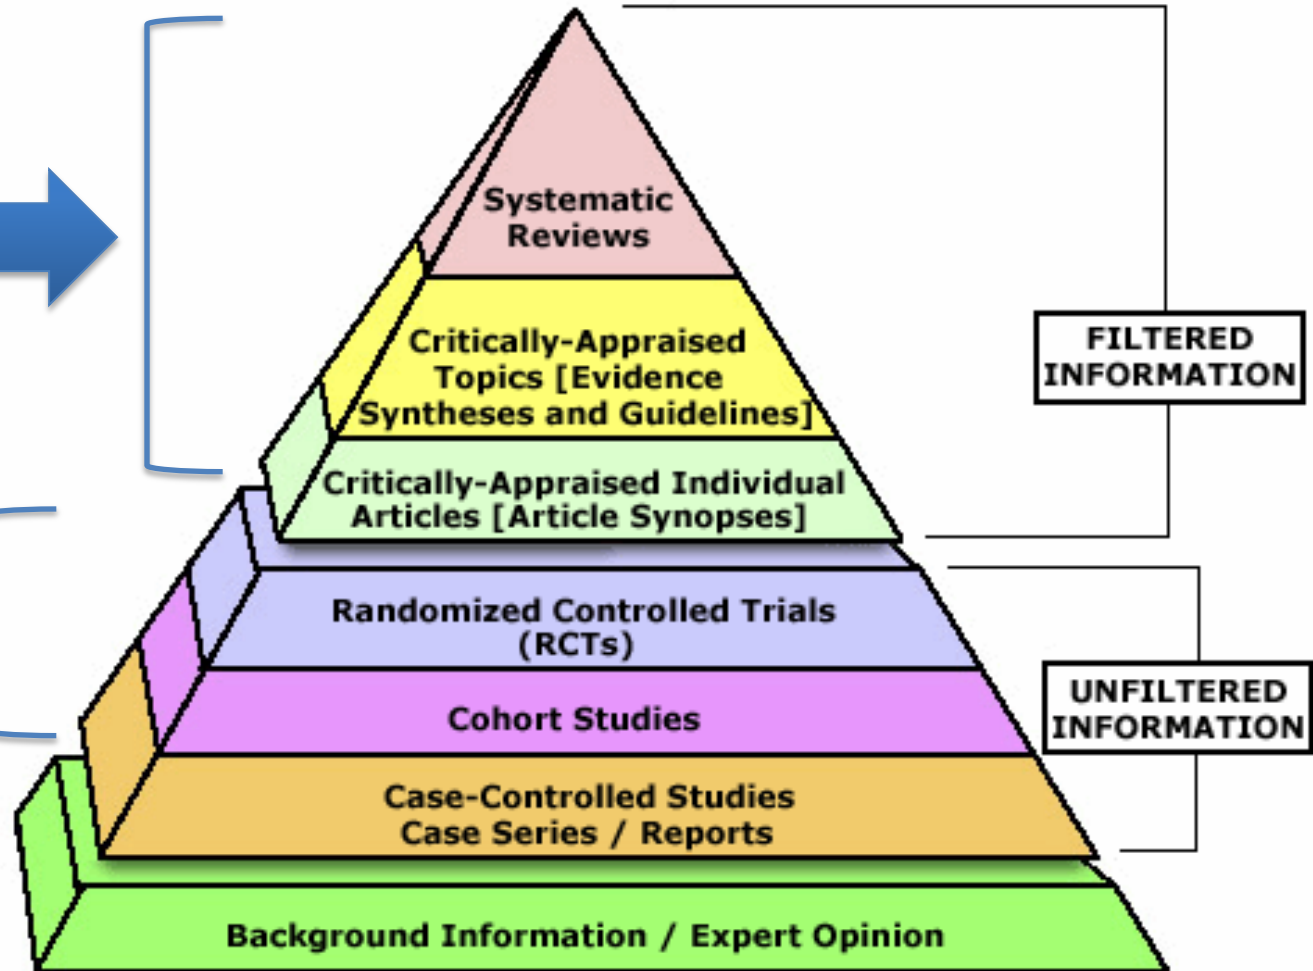 Systematic
Reviews
Critically-Appraised
Topics [Evidence
Syntheses and Guidelines]
FILTERED
INFORMATION
Critically-Appraised Individual
Articles [Article Synopses]
Randomized Controlled Trials
(RCTs)
Cohort Studies
UNFILTERED
INFORMATION
Case-Controlled Studies
Case Series / Reports
Background Information / Expert Opinion